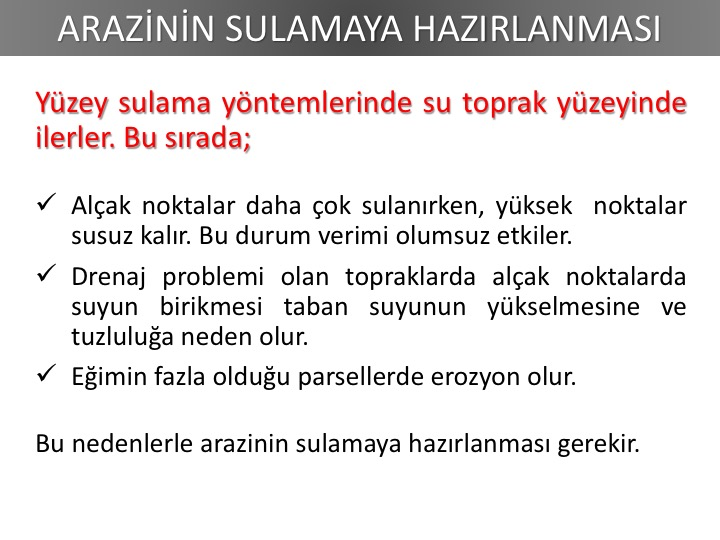 ARAZİNİN SULAMAYA HAZIRLANMASI
Yüzey sulama yöntemlerinde su toprak yüzeyinde
ilerler. Bu sırada;
✓ Alçak noktalar daha çok sulanırken, yüksek noktalar
susuz kalır. Bu durum verimi olumsuz etkiler.
✓ Drenaj problemi olan topraklarda alçak noktalarda
suyun birikmesi taban suyunun yükselmesine ve
tuzluluğa neden olur.
✓ Eğimin fazla olduğu parsellerde erozyon olur.
Bu nedenlerle arazinin sulamaya hazırlanması gerekir.